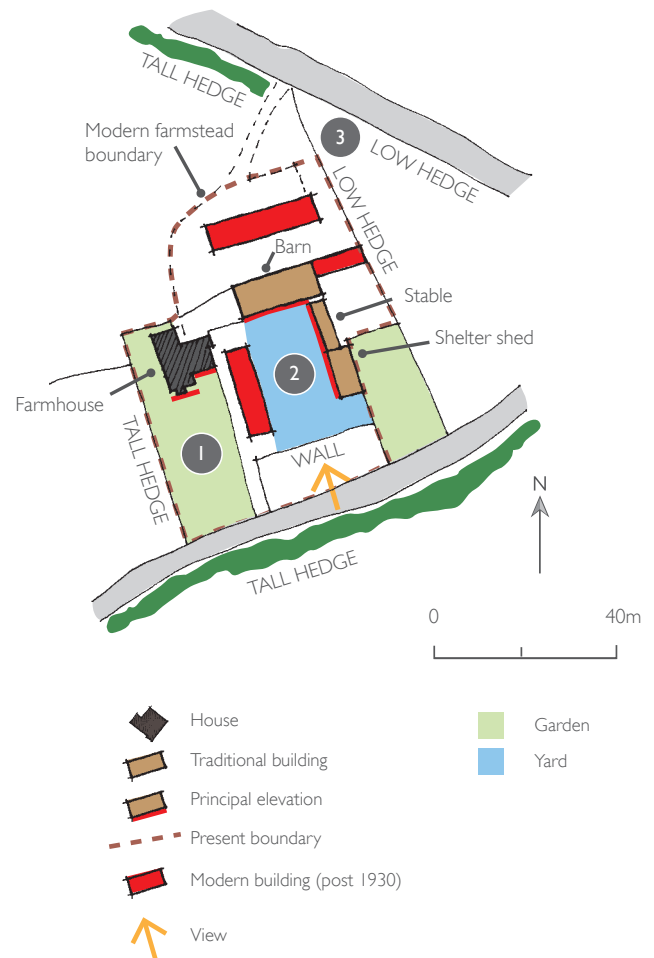 TALL HEDGE
Modern farmstead
boundary
3
LOW HEDGE
LOW HEDGE
Barn
Stable
Shelter shed
2
Farmhouse
TALL HEDGE
1
WALL
N
TALL HEDGE
0 40m
House
Garden
Traditional building
Yard
Principal elevation
Present boundary
Modern building (post 1930)
View